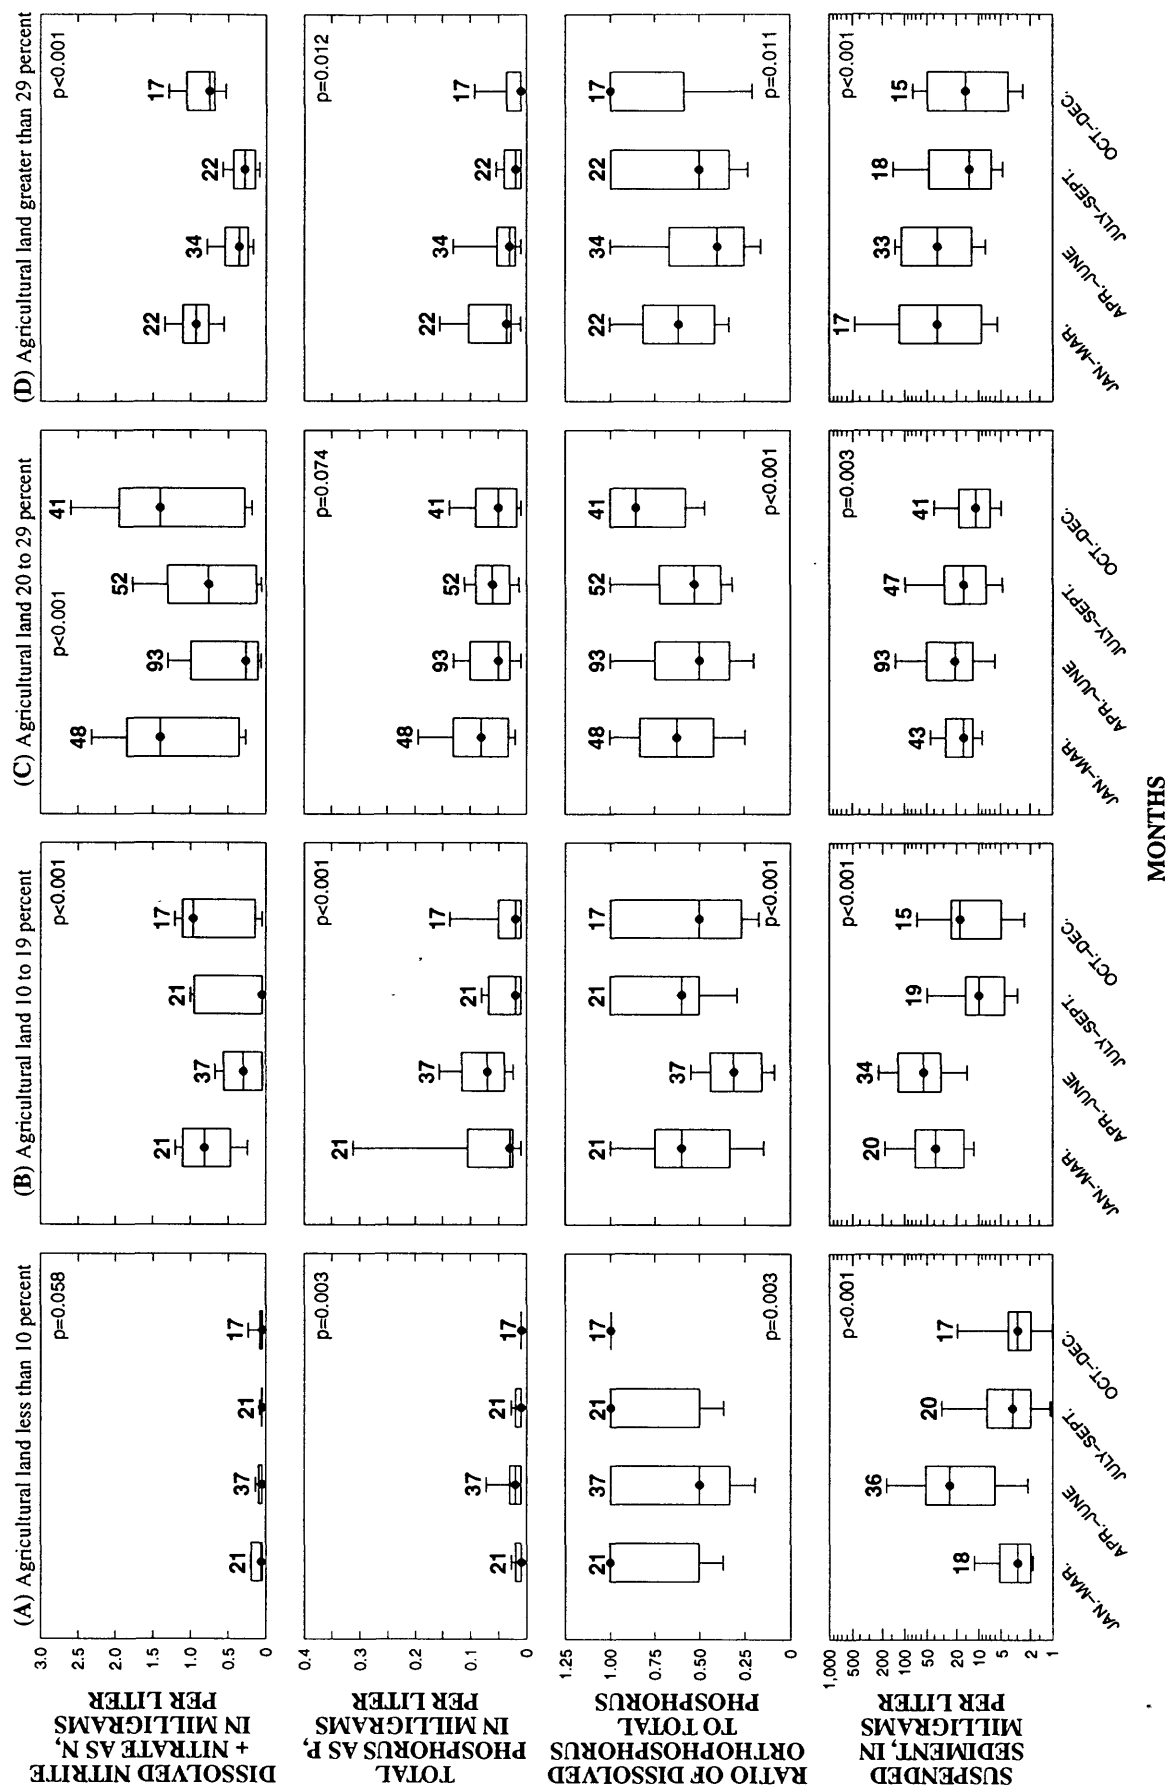 (A) Agricultural land less than 10 percent
(B) Agricultural land 10 to 19 percent
(C) Agricultural land 20 to 29 percent
(D) Agricultural land greater than 29 percent
DISSOLVED NITRITE
+ NITRATE AS N,
IN MILLIGRAMS
PER LITER
3.0
2.5
2.0
1.5
1.0
0.5
0
p=0.058
21
37
21
17
p<0.001
21
37
21
17
p<0.001
48
93
52
41
p<0.001
22
34
22
17
TOTAL
PHOSPHORUS AS P,
IN MILLIGRAMS
PER LITER
0.4
0.3
0.2
0.1
0
p=0.003
21
37
21
17
p<0.001
21
37
21
17
p=0.074
48
93
52
41
p=0.012
22
34
22
17
RATIO OF DISSOLVED
ORTHOPHOSPHORUS
TO TOTAL
PHOSPHORUS
1.25
1.00
0.75
0.50
0.25
0
p=0.003
21
37
21
17
p<0.001
21
37
21
17
p<0.001
48
93
52
41
p=0.011
22
34
22
17
SUSPENDED
SEDIMENT, IN
MILLIGRAMS
PER LITER
1,000
500
200
100
50
20
10
5
2
1
p<0.001
18
36
20
17
p<0.001
20
34
19
15
p=0.003
43
93
47
41
p<0.001
17
33
18
15
JAN.-MAR.
APR.-JUNE
JULY-SEPT.
OCT.-DEC.
JAN.-MAR.
APR.-JUNE
JULY-SEPT.
OCT.-DEC.
JAN.-MAR.
APR.-JUNE
JULY-SEPT.
OCT.-DEC.
JAN.-MAR.
APR.-JUNE
JULY-SEPT.
OCT.-DEC.
MONTHS